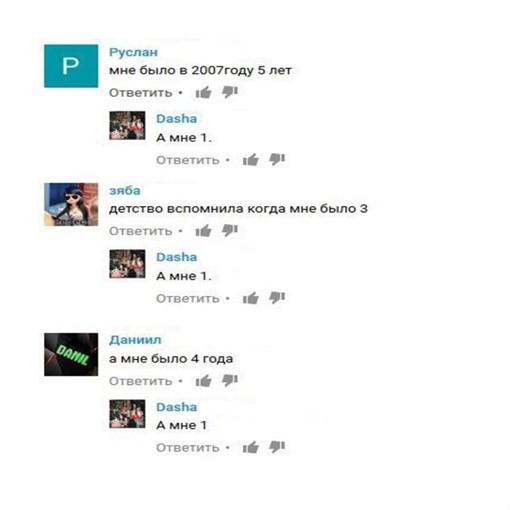 Р
Руслан
мне было в 2007году 5 лет
Ответить
Dasha
А мне 1.
Ответить
зяба
детство вспомнила когда мне было 3
Ответить
Dasha
А мне 1.
Ответить
DANIL
Даниил
а мне было 4 года
Ответить
Dasha
А мне 1
Ответить